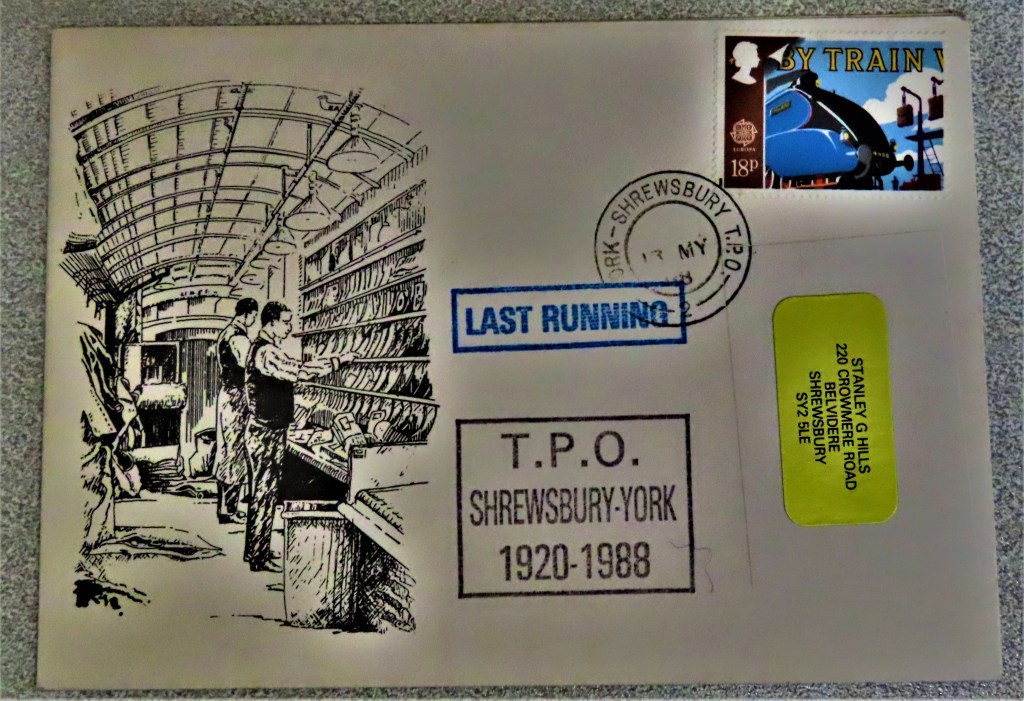 BY TRAIN
EUROPA
18P
YORK-SHREWSBURY T.P.O.
13 MY
LAST RUNNING
T.P.O.
SHREWSBURY-YORK
1920-1988
STANLEY G HILLS
220 CROWMERE ROAD
BELVIDERE
SHREWSBURY
SY2 5LE